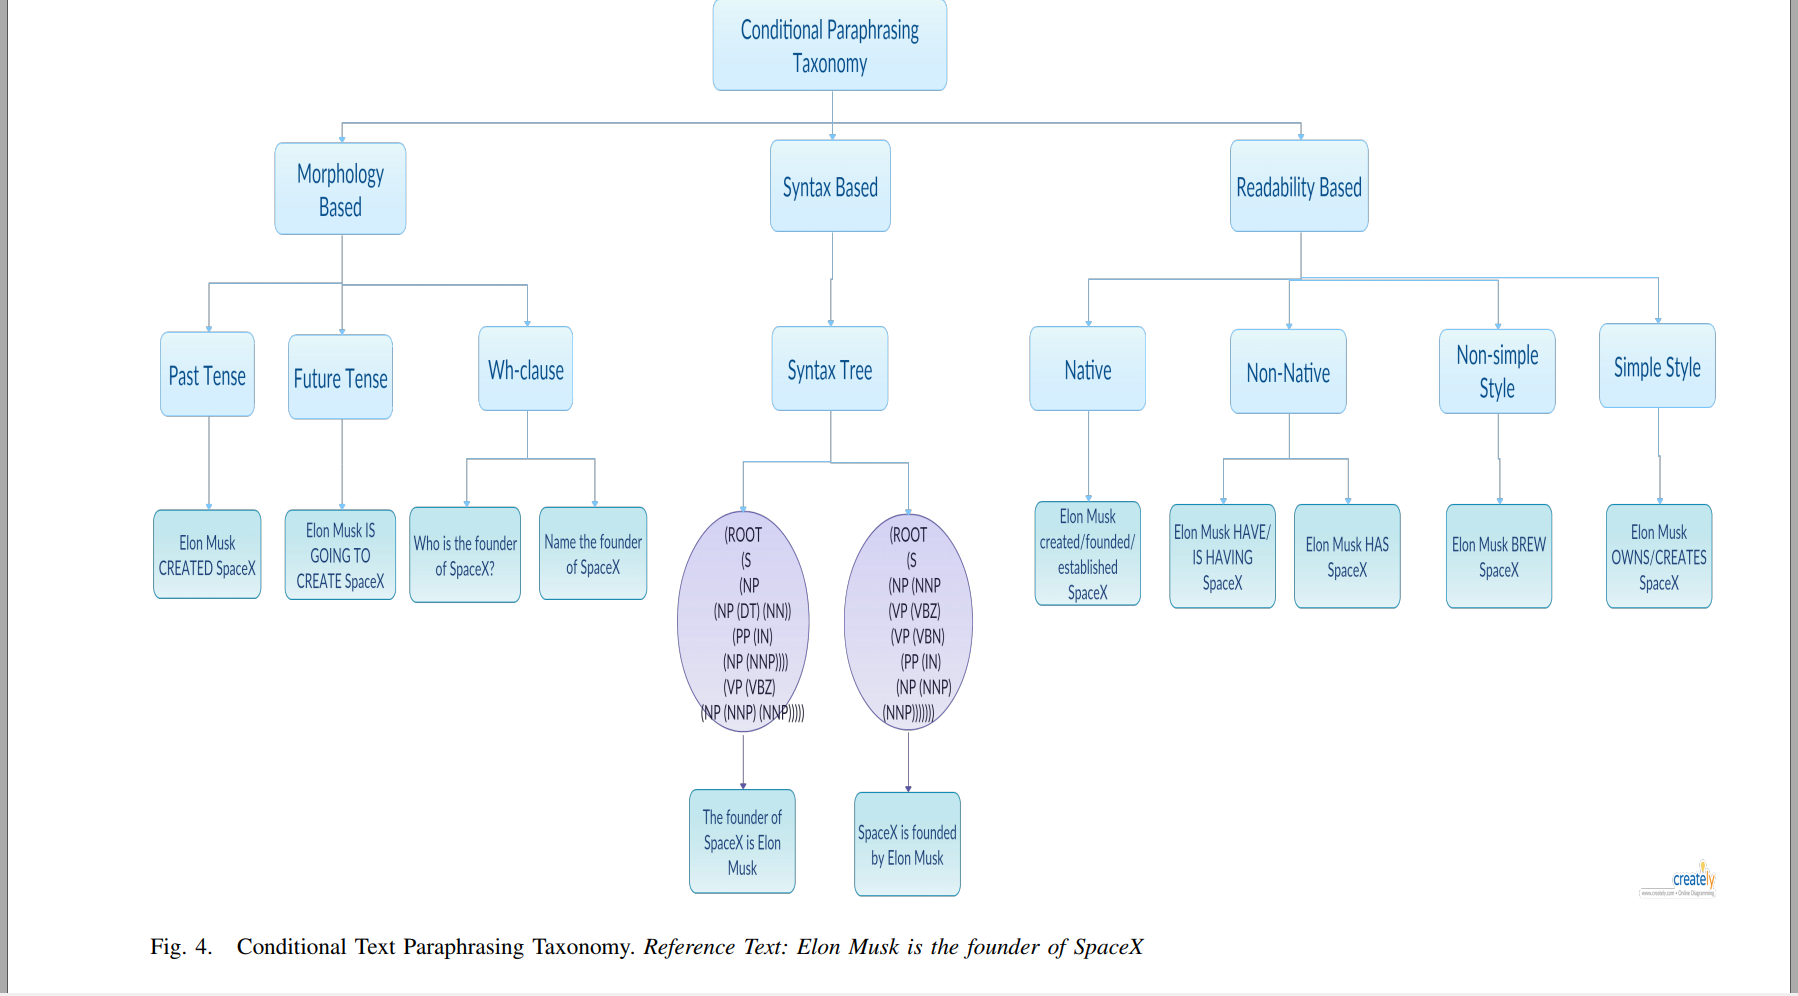 Conditional Paraphrasing
Taxonomy
Morphology
Based
Syntax Based
Readability Based
Past Tense
Future Tense
Wh-clause
Syntax Tree
Native
Non-Native
Non-simple
Style
Simple Style
Elon Musk
CREATED SpaceX
Elon Musk IS
GOING TO
CREATE SpaceX
Who is the founder
of SpaceX?
Name the founder
of SpaceX
(ROOT
(S
(NP
(NP (DT) (NN))
(PP (IN)
(NP (NNP))))
(VP (VBZ)
(NP (NNP) (NNP)))))
(ROOT
(S
(NP (NNP
(VP (VBZ)
(VP (VBN)
(PP (IN)
(NP (NNP)
(NNP)))))))
Elon Musk
created/founded/
established
SpaceX
Elon Musk HAVE/
IS HAVING
SpaceX
Elon Musk HAS
SpaceX
Elon Musk BREW
SpaceX
Elon Musk
OWNS/CREATES
SpaceX
The founder of
SpaceX is Elon
Musk
SpaceX is founded
by Elon Musk
creately
www.creately.com • Online Diagramming
Fig. 4. Conditional Text Paraphrasing Taxonomy. Reference Text: Elon Musk is the founder of SpaceX